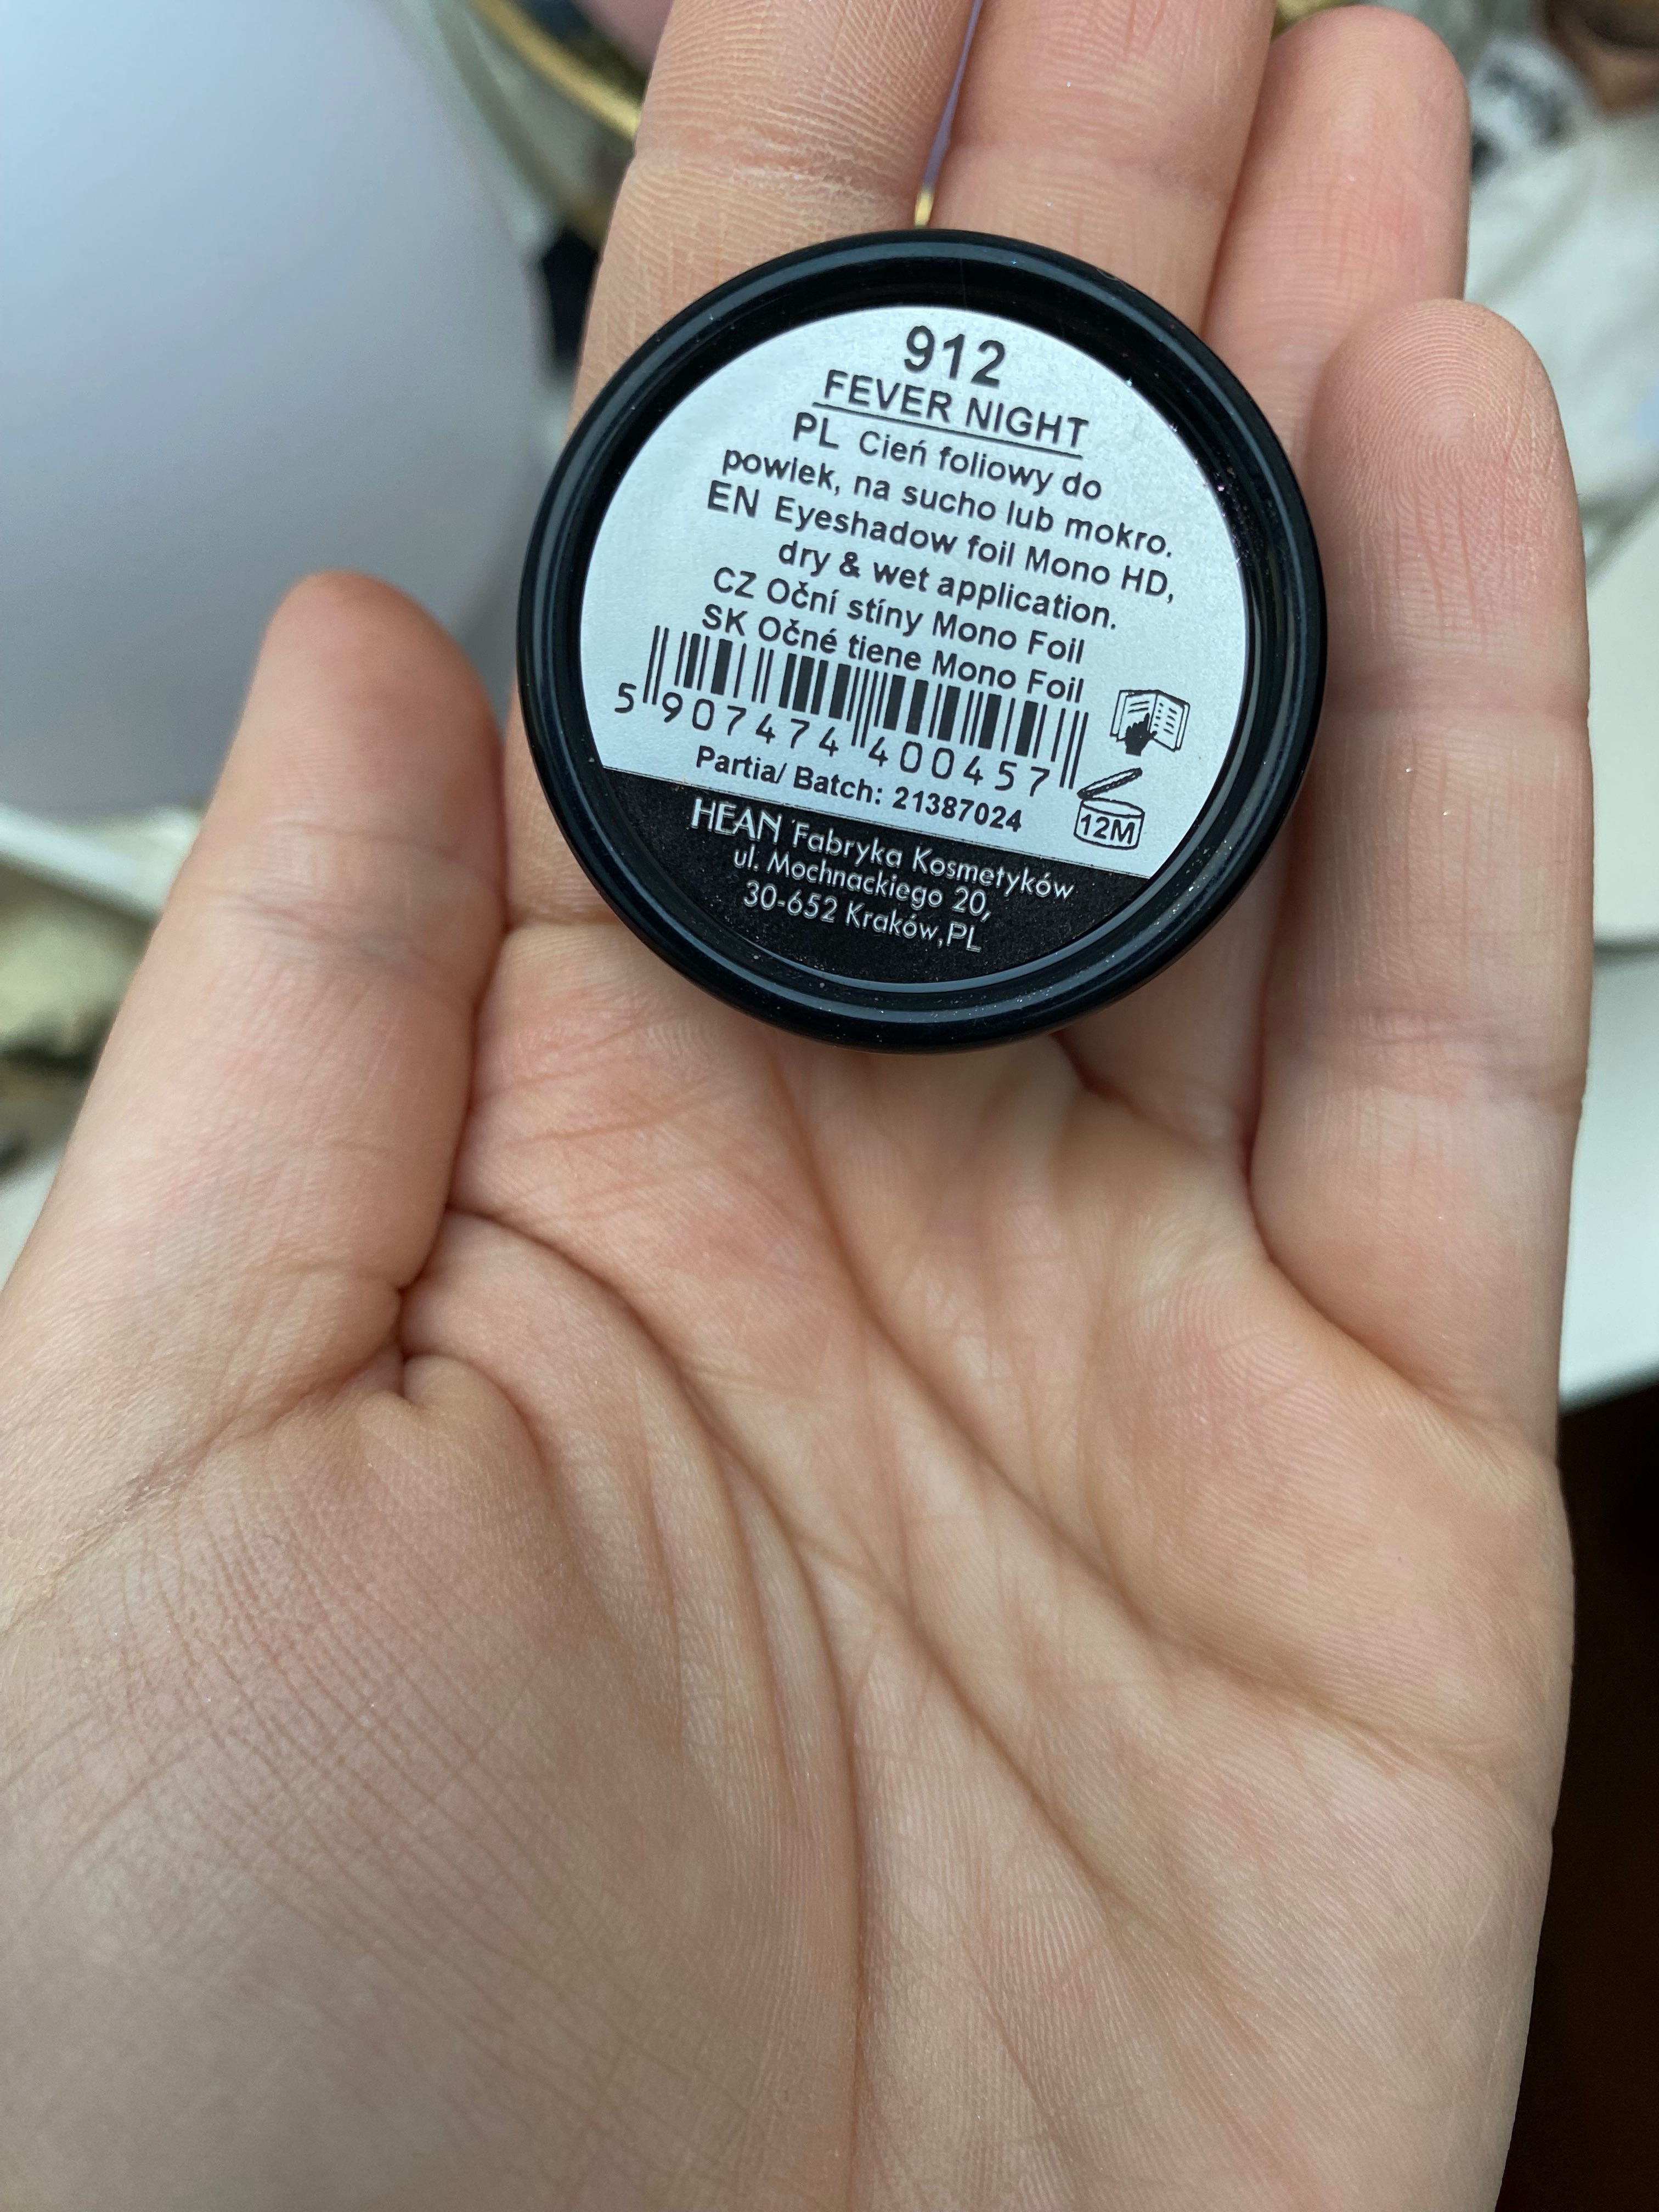 912
FEVER NIGHT
PL Cień foliowy do
powiek, na sucho lub mokro.
EN Eyeshadow foil Mono HD,
dry & wet application.
CZ Oční stíny Mono Foil
SK Očné tiene Mono Foil
5 907474 400457
Partia/ Batch: 21387024
12M
HEAN Fabryka Kosmetyków
ul. Mochnackiego 20,
30-652 Kraków,PL